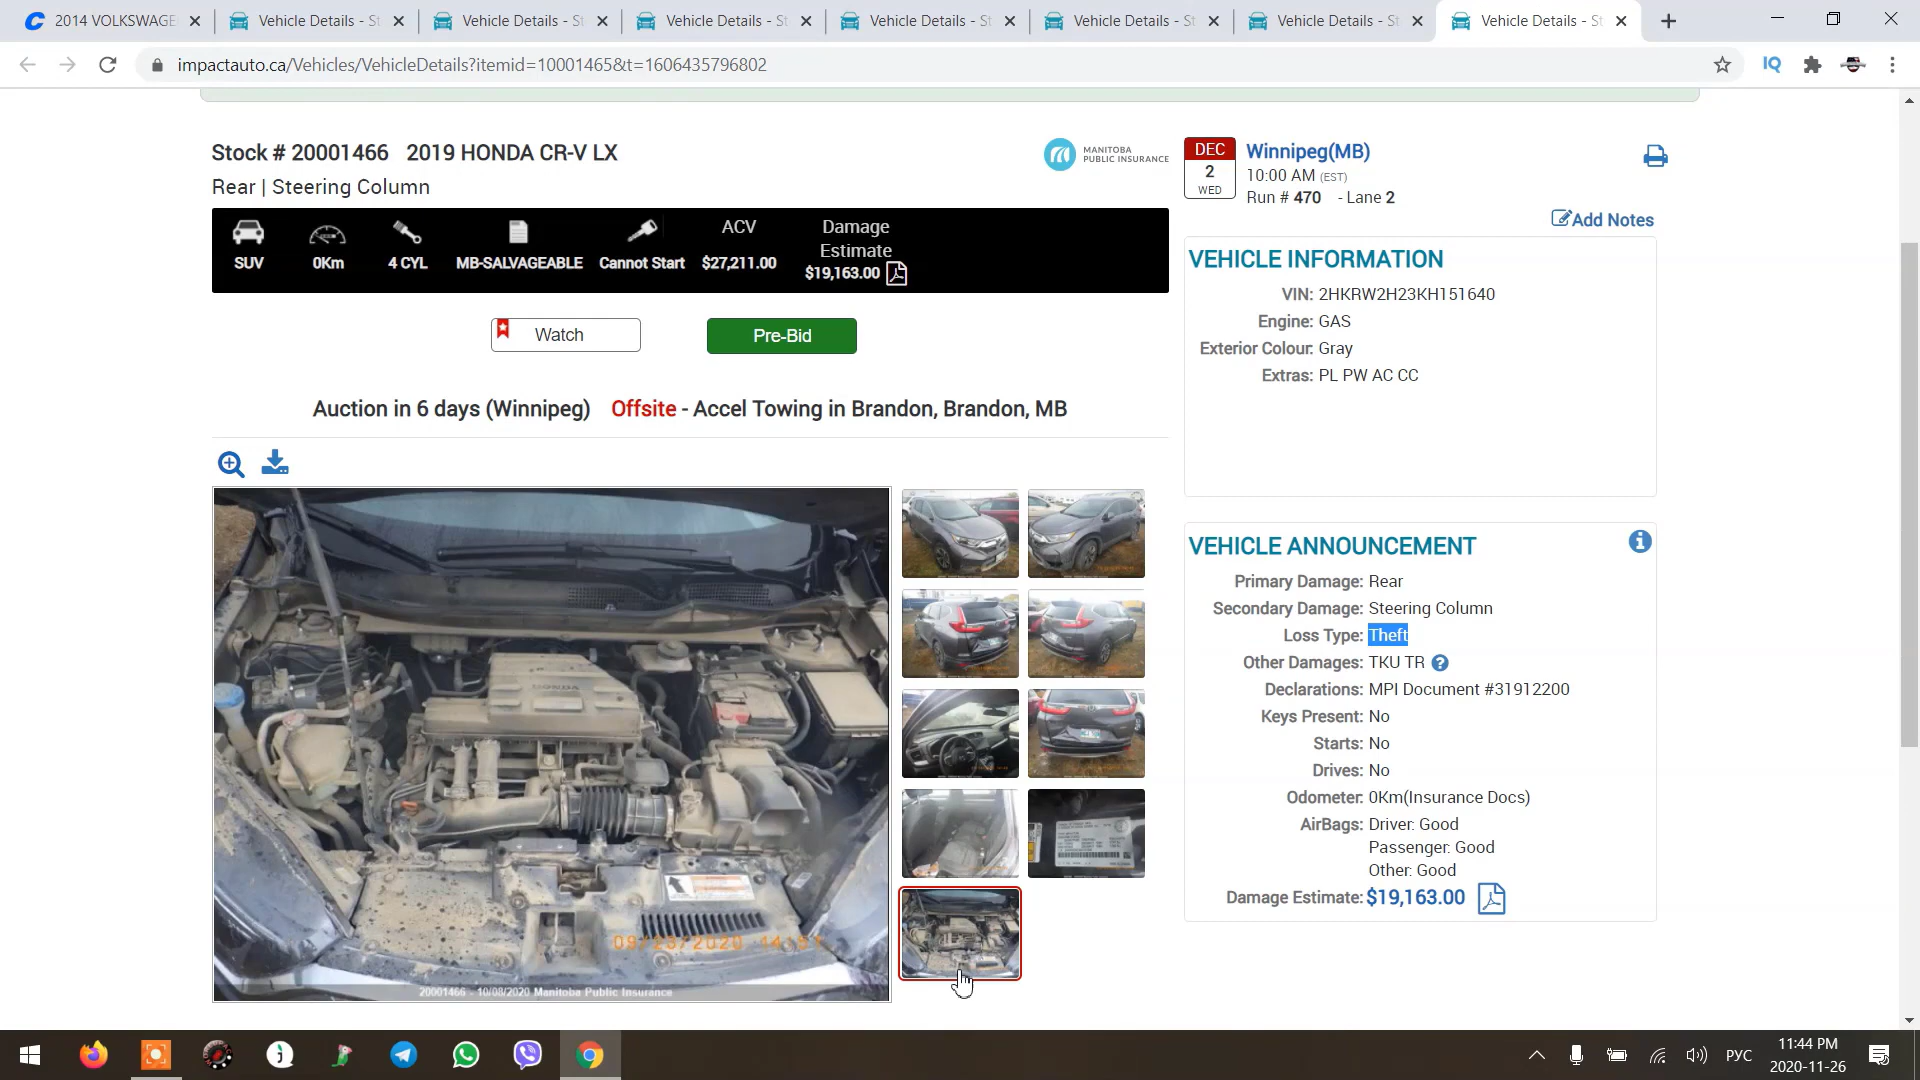 2014 VOLKSWAGE
Vehicle Details - St
Vehicle Details - St
Vehicle Details - St
Vehicle Details - St
Vehicle Details - St
Vehicle Details - St
Vehicle Details - St
impactauto.ca/Vehicles/VehicleDetails?itemid=10001465&t=1606435796802
IQ
Stock # 20001466 2019 HONDA CR-V LX
Rear | Steering Column
MANITOBA
PUBLIC INSURANCE
SUV
0Km
4 CYL
MB-SALVAGEABLE
Cannot Start
ACV
$27,211.00
Damage
Estimate
$19,163.00
Watch
Pre-Bid
Auction in 6 days (Winnipeg) Offsite - Accel Towing in Brandon, Brandon, MB
HONDA
20001466 - 10/08/2020 Manitoba Public Insurance
DEC
2
WED
Winnipeg(MB)
10:00 AM (EST)
Run # 470 - Lane 2
Add Notes
VEHICLE INFORMATION
VIN: 2HKRW2H23KH151640
Engine: GAS
Exterior Colour: Gray
Extras: PL PW AC CC
VEHICLE ANNOUNCEMENT
Primary Damage: Rear
Secondary Damage: Steering Column
Loss Type: Theft
Other Damages: TKU TR
Declarations: MPI Document #31912200
Keys Present: No
Starts: No
Drives: No
Odometer: 0Km(Insurance Docs)
AirBags: Driver: Good
Passenger: Good
Other: Good
Damage Estimate: $19,163.00
РУС
11:44 PM
2020-11-26